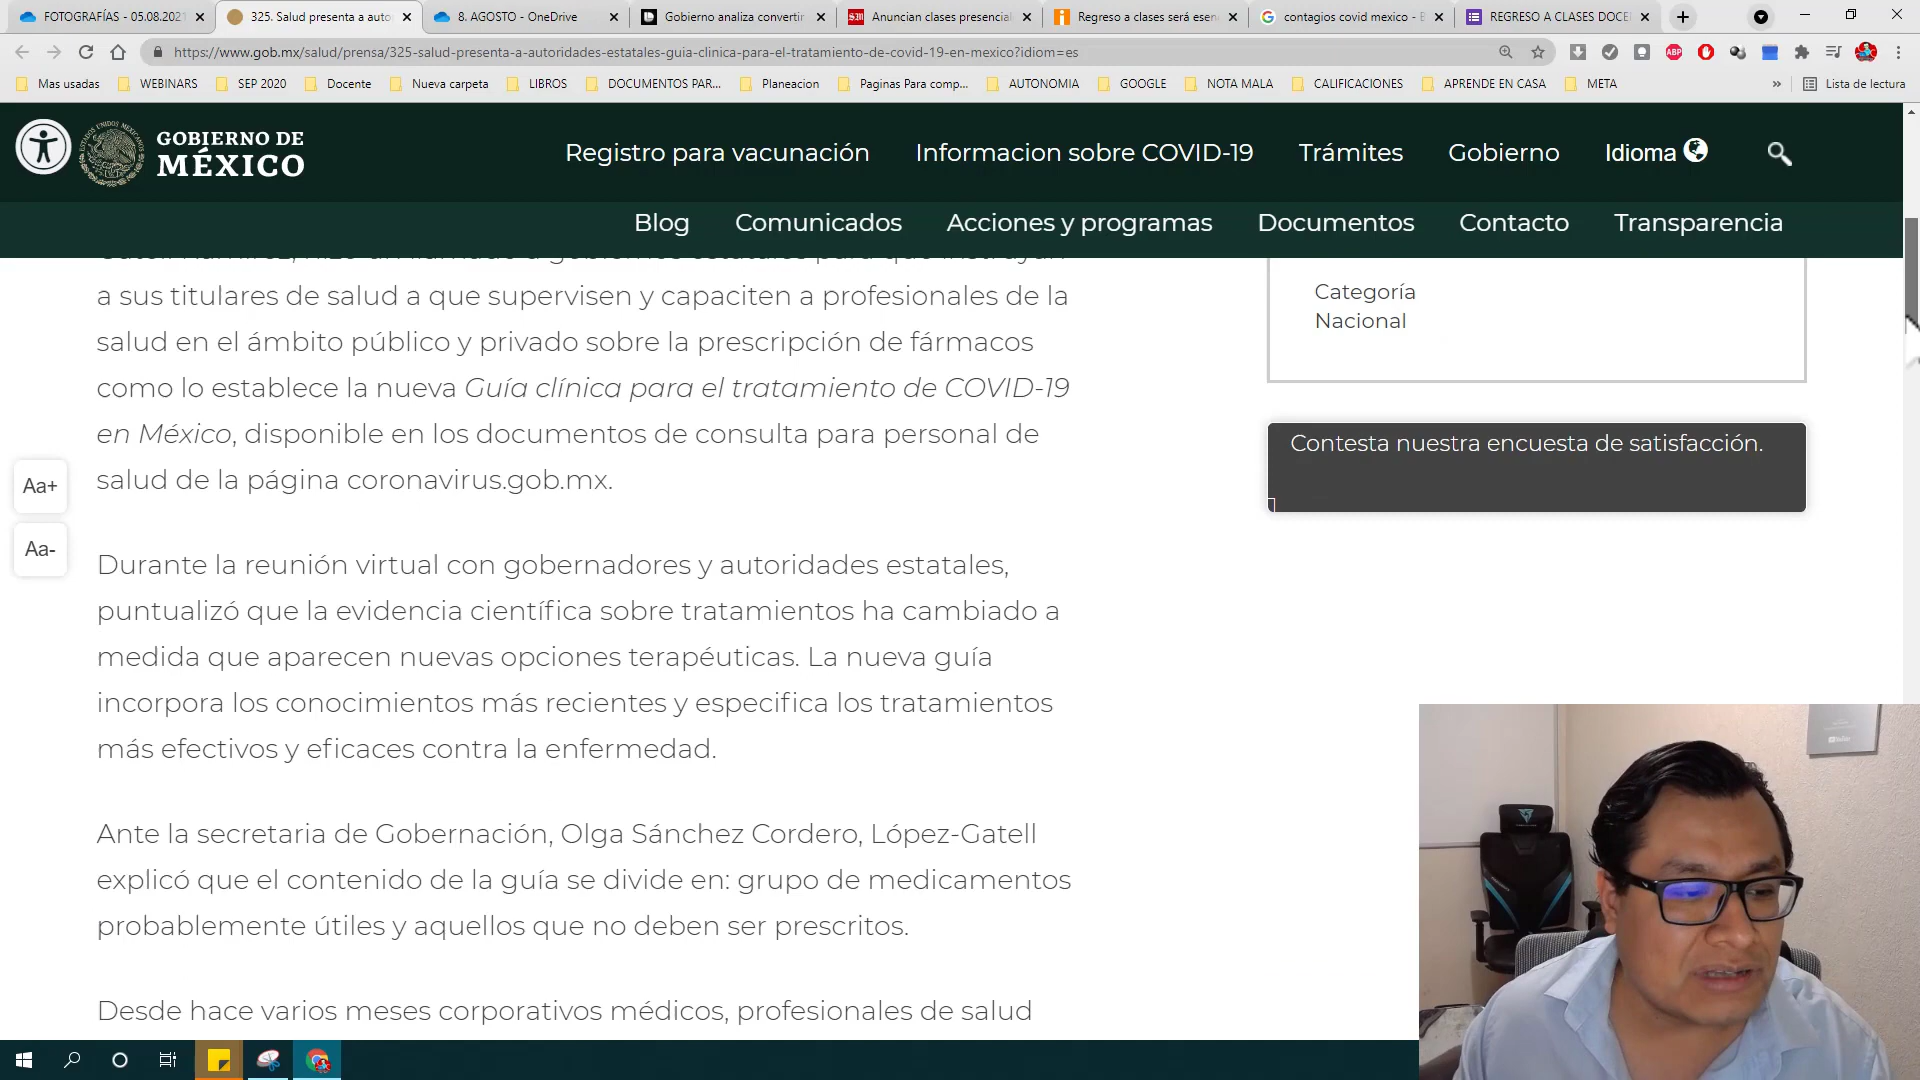 FOTOGRAFÍAS - 05.08.2021
325. Salud presenta a auto
8. AGOSTO - OneDrive
Gobierno analiza convertir
Anuncian clases presencial
Regreso a clases será esen
contagios covid mexico - B
REGRESO A CLASES DOCE
https://www.gob.mx/salud/prensa/325-salud-presenta-a-autoridades-estatales-guia-clinica-para-el-tratamiento-de-covid-19-en-mexico?idiom=es
Mas usadas
WEBINARS
SEP 2020
Docente
Nueva carpeta
LIBROS
DOCUMENTOS PAR...
Planeacion
Paginas Para comp...
AUTONOMIA
GOOGLE
NOTA MALA
CALIFICACIONES
APRENDE EN CASA
META
»
Lista de lectura
GOBIERNO DE
MÉXICO
Registro para vacunación
Informacion sobre COVID-19
Trámites
Gobierno
Idioma
Blog
Comunicados
Acciones y programas
Documentos
Contacto
Transparencia
a sus titulares de salud a que supervisen y capaciten a profesionales de la
salud en el ámbito público y privado sobre la prescripción de fármacos
como lo establece la nueva Guía clínica para el tratamiento de COVID-19
en México, disponible en los documentos de consulta para personal de
salud de la página coronavirus.gob.mx.
Durante la reunión virtual con gobernadores y autoridades estatales,
puntualizó que la evidencia científica sobre tratamientos ha cambiado a
medida que aparecen nuevas opciones terapéuticas. La nueva guía
incorpora los conocimientos más recientes y especifica los tratamientos
más efectivos y eficaces contra la enfermedad.
Ante la secretaria de Gobernación, Olga Sánchez Cordero, López-Gatell
explicó que el contenido de la guía se divide en: grupo de medicamentos
probablemente útiles y aquellos que no deben ser prescritos.
Desde hace varios meses corporativos médicos, profesionales de salud
Categoría
Nacional
Contesta nuestra encuesta de satisfacción.
Aa+
Aa-